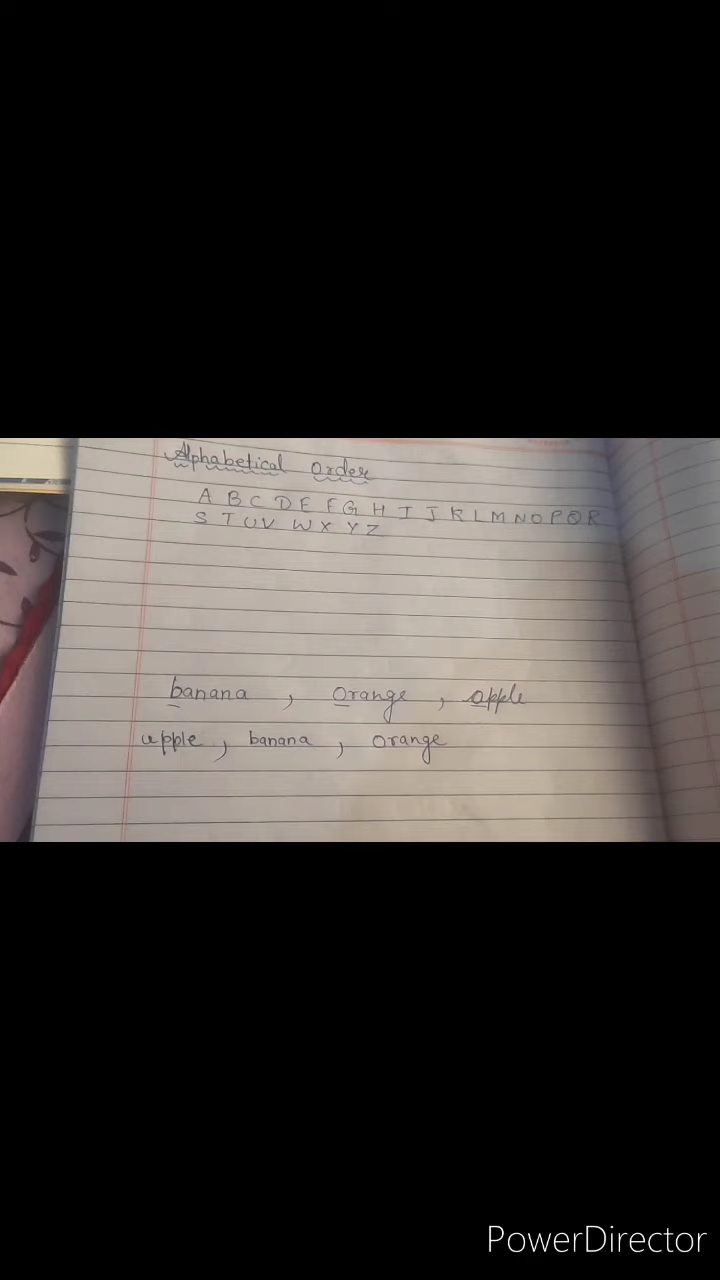 Alphabetical Order
A B C D E F G H I J K L M N O P Q R
S T U V W X Y Z
banana , orange , apple
apple , banana , orange
PowerDirector